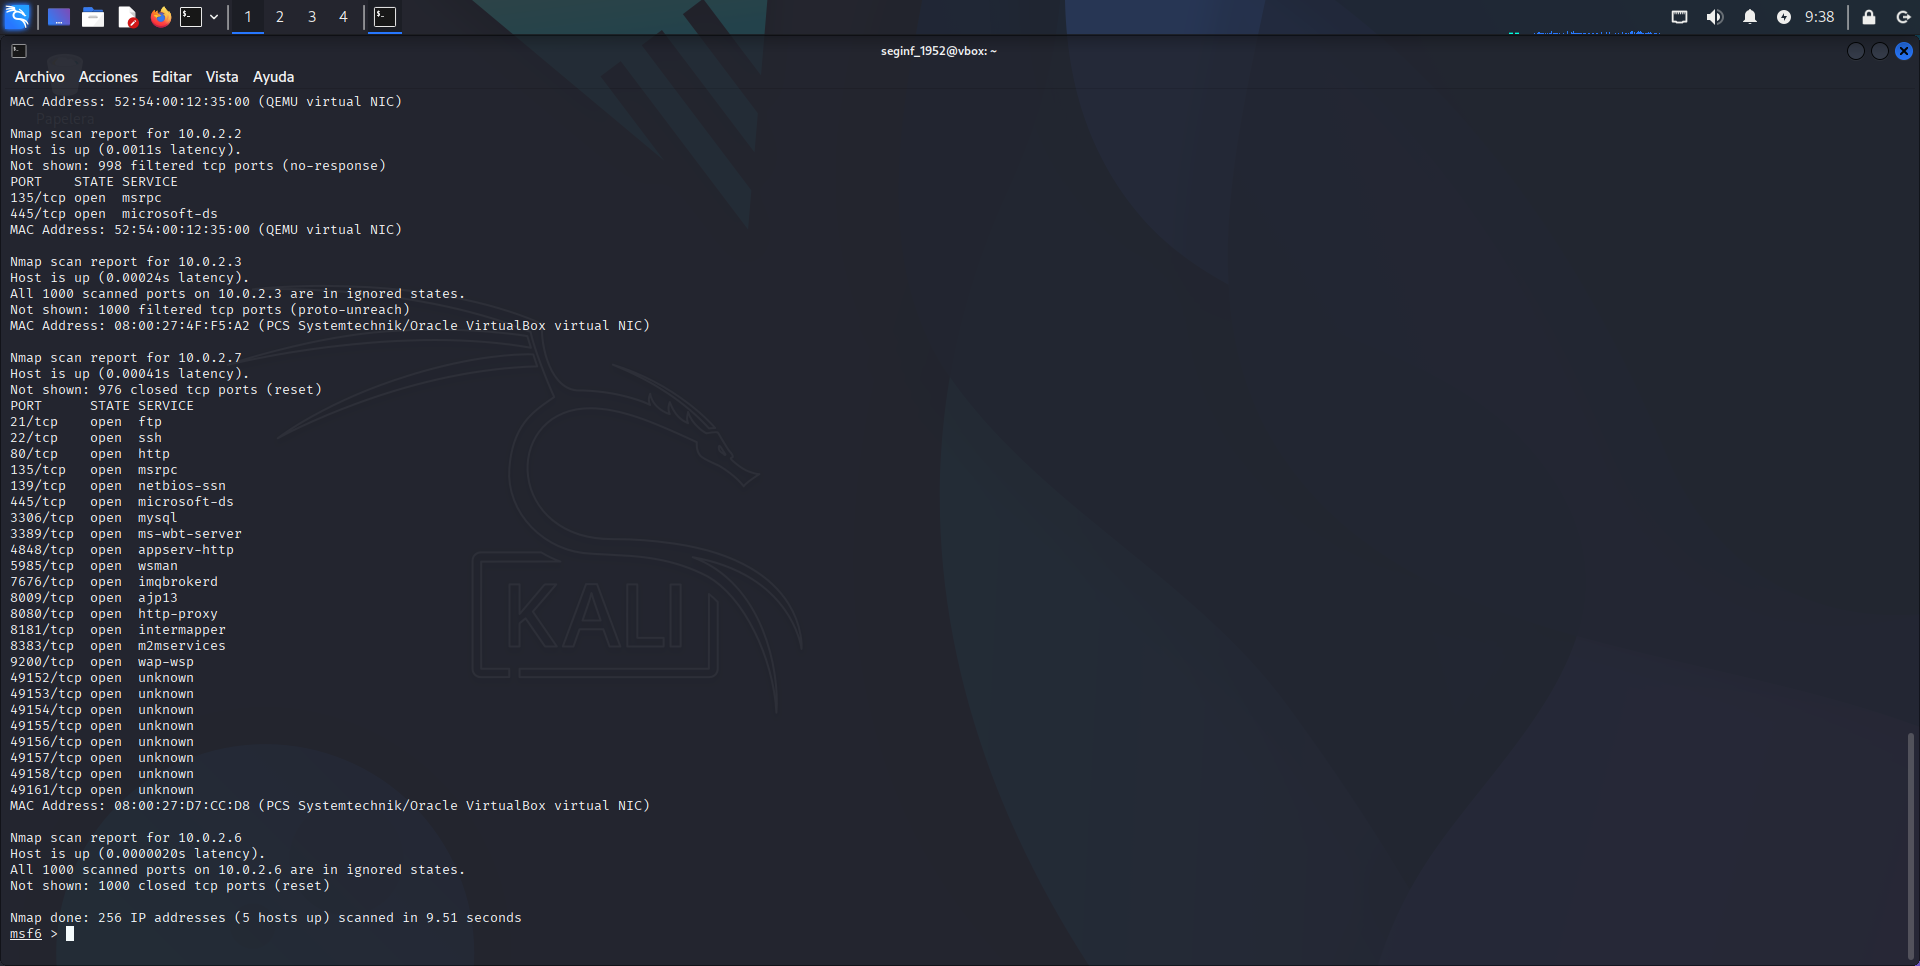 1 2 3 4 9:38
seginf_1952@vbox: ~
Archivo Acciones Editar Vista Ayuda
MAC Address: 52:54:00:12:35:00 (QEMU virtual NIC)
Papelera
Nmap scan report for 10.0.2.2
Host is up (0.0011s latency).
Not shown: 998 filtered tcp ports (no-response)
PORT    STATE SERVICE
135/tcp open  msrpc
445/tcp open  microsoft-ds
MAC Address: 52:54:00:12:35:00 (QEMU virtual NIC)
Nmap scan report for 10.0.2.3
Host is up (0.00024s latency).
All 1000 scanned ports on 10.0.2.3 are in ignored states.
Not shown: 1000 filtered tcp ports (proto-unreach)
MAC Address: 08:00:27:4F:F5:A2 (PCS Systemtechnik/Oracle VirtualBox virtual NIC)
Nmap scan report for 10.0.2.7
Host is up (0.00041s latency).
Not shown: 976 closed tcp ports (reset)
PORT      STATE SERVICE
21/tcp    open  ftp
22/tcp    open  ssh
80/tcp    open  http
135/tcp   open  msrpc
139/tcp   open  netbios-ssn
445/tcp   open  microsoft-ds
3306/tcp  open  mysql
3389/tcp  open  ms-wbt-server
4848/tcp  open  appserv-http
5985/tcp  open  wsman
7676/tcp  open  imqbrokerd
8009/tcp  open  ajp13
8080/tcp  open  http-proxy
8181/tcp  open  intermapper
8383/tcp  open  m2mservices
9200/tcp  open  wap-wsp
49152/tcp open  unknown
49153/tcp open  unknown
49154/tcp open  unknown
49155/tcp open  unknown
49156/tcp open  unknown
49157/tcp open  unknown
49158/tcp open  unknown
49161/tcp open  unknown
MAC Address: 08:00:27:D7:CC:D8 (PCS Systemtechnik/Oracle VirtualBox virtual NIC)
Nmap scan report for 10.0.2.6
Host is up (0.0000020s latency).
All 1000 scanned ports on 10.0.2.6 are in ignored states.
Not shown: 1000 closed tcp ports (reset)
Nmap done: 256 IP addresses (5 hosts up) scanned in 9.51 seconds
msf6 >
KALI